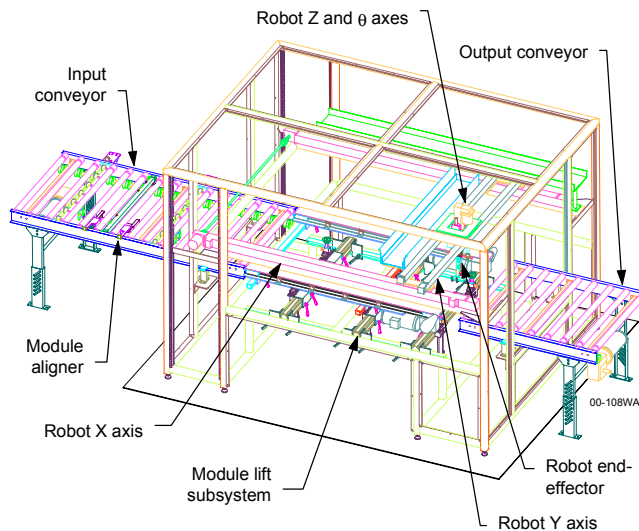 Robot Z and θ axes
Output conveyor
Input
conveyor
Module
aligner
00-108WA
Robot X axis
Module lift
subsystem
Robot end-
effector
Robot Y axis